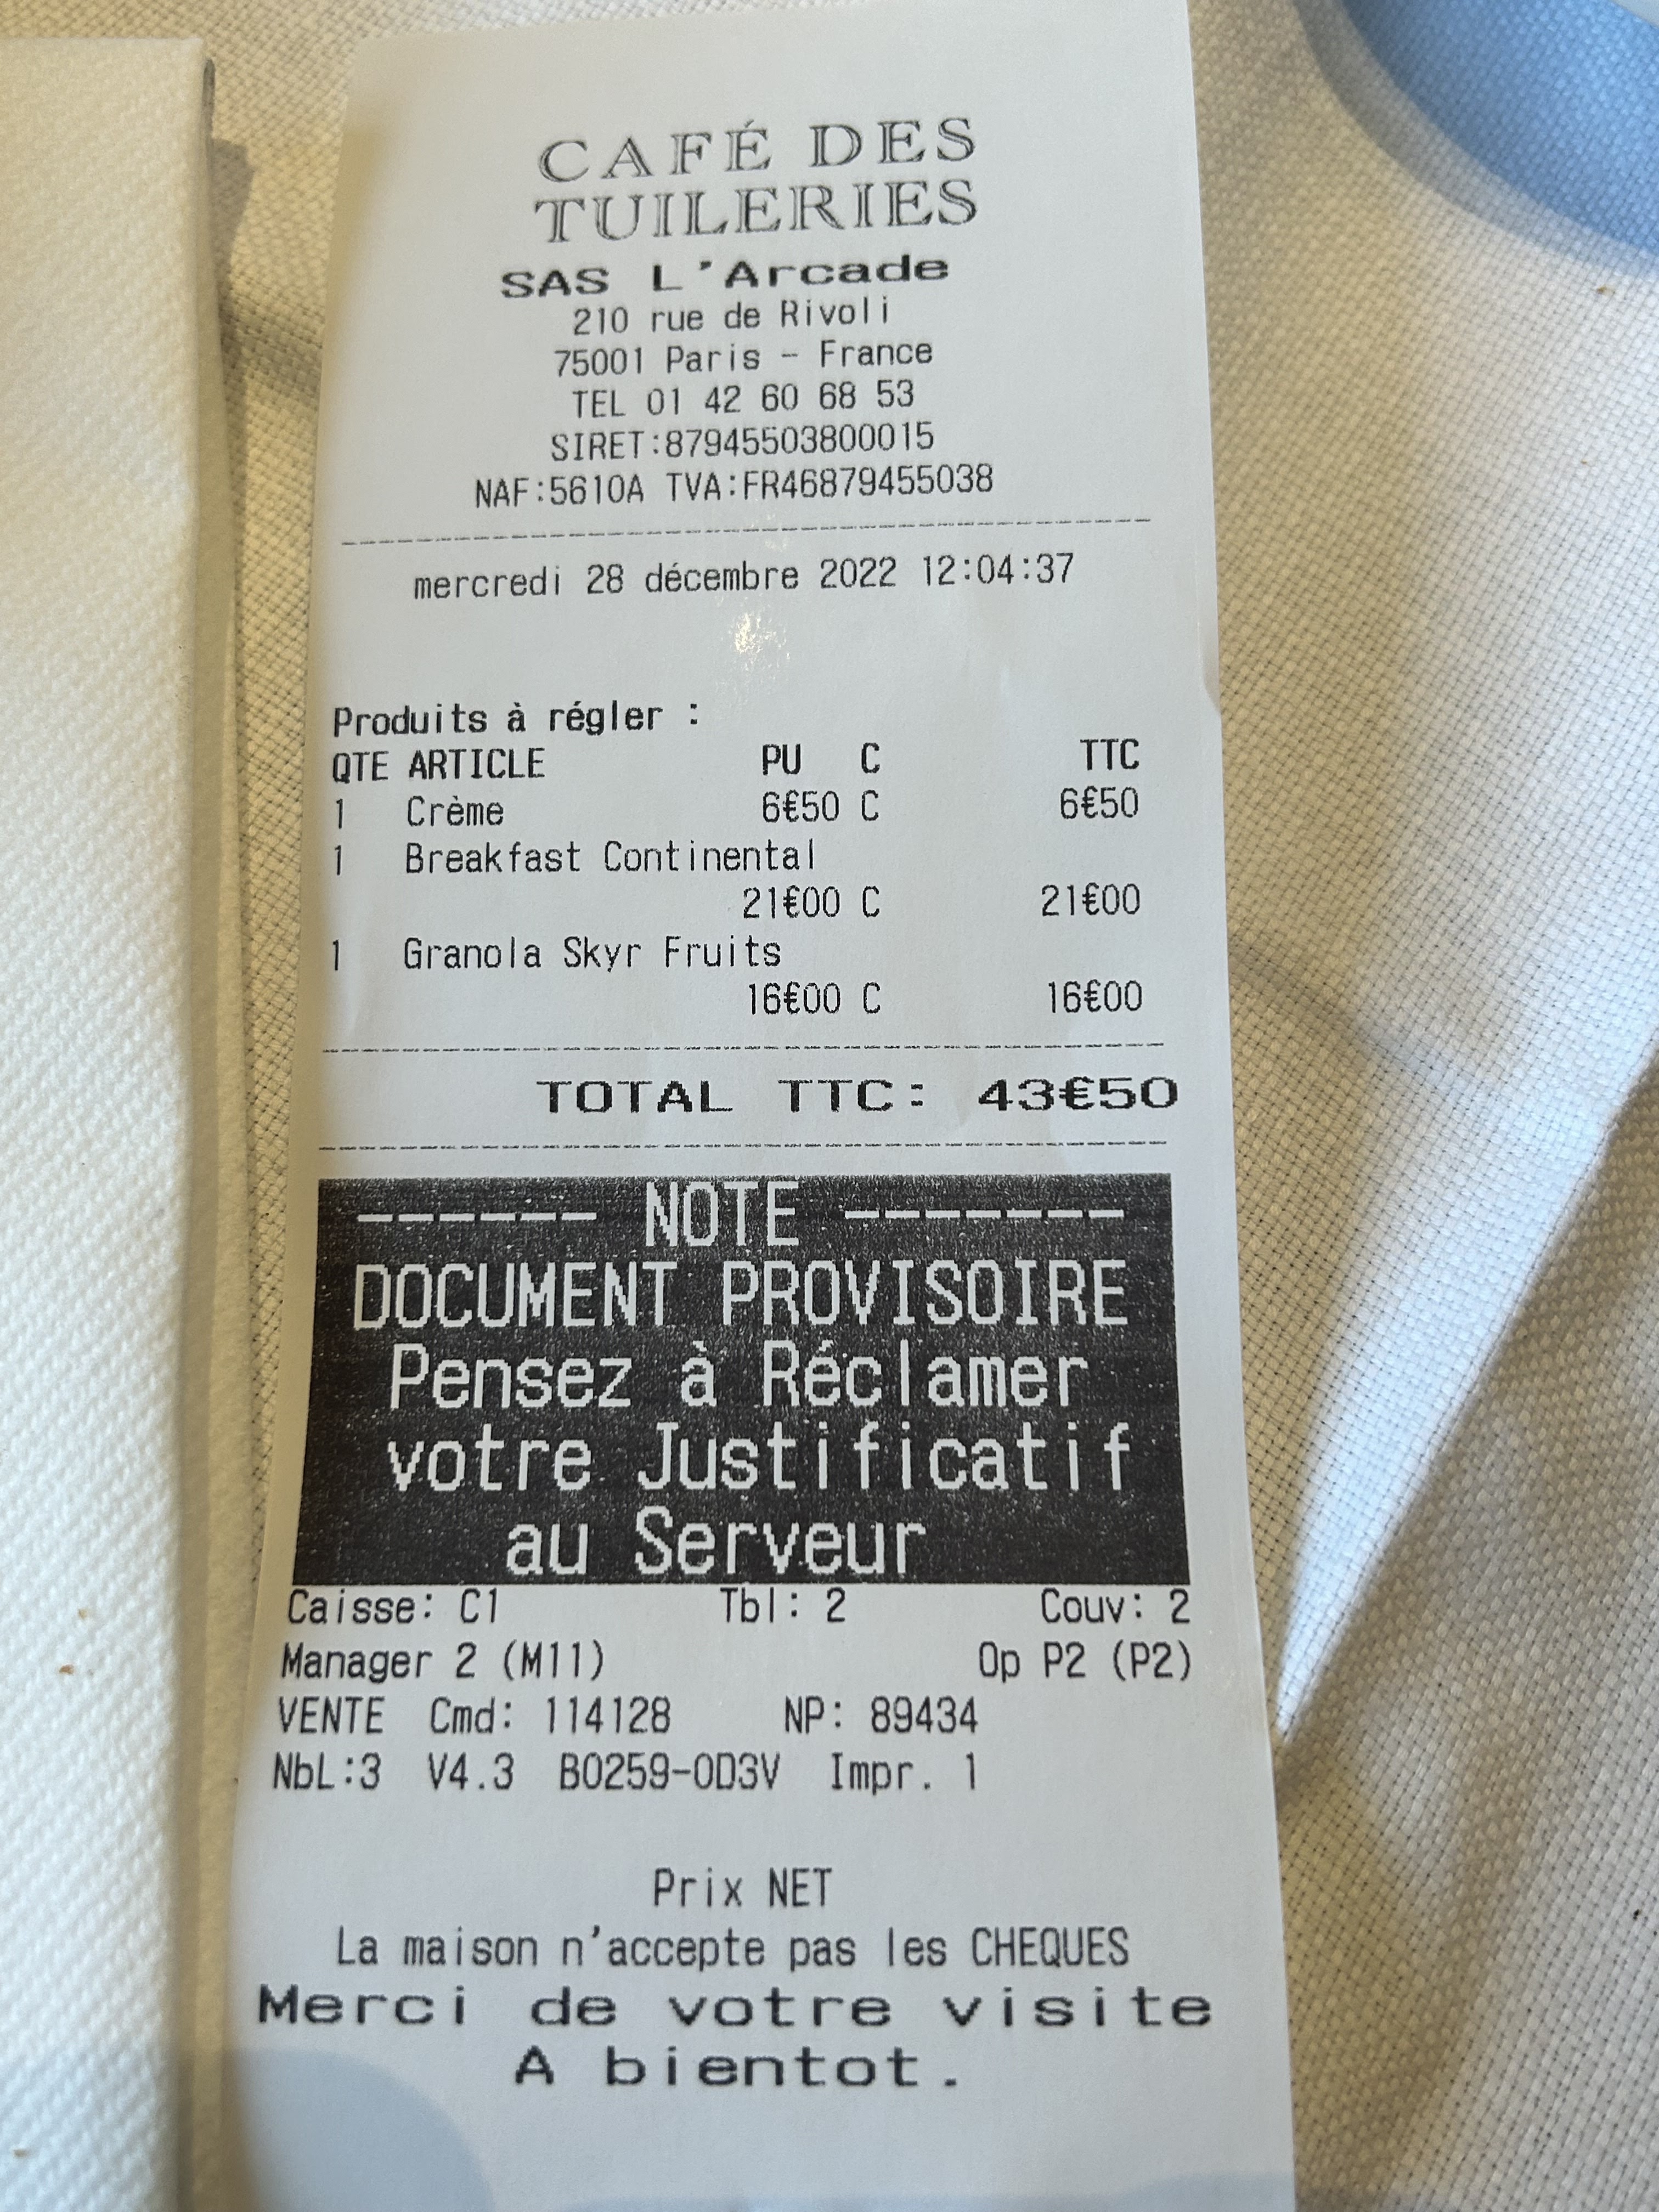 CAFÉ DES
TUILERIES
SAS L'Arcade
210 rue de Rivoli
75001 Paris - France
TEL 01 42 60 68 53
SIRET:87945503800015
NAF:5610A TVA:FR46879455038
mercredi 28 décembre 2022 12:04:37
Produits à régler :
QTE ARTICLE PU C TTC
1 Crème 6€50 C 6€50
1 Breakfast Continental
21€00 C 21€00
1 Granola Skyr Fruits
16€00 C 16€00
TOTAL TTC: 43€50
------ NOTE -------
DOCUMENT PROVISOIRE
Pensez à Réclamer
votre Justificatif
au Serveur
Caisse: C1 Tbl: 2 Couv: 2
Manager 2 (M11) Op P2 (P2)
VENTE Cmd: 114128 NP: 89434
NbL:3 V4.3 B0259-0D3V Impr. 1
Prix NET
La maison n'accepte pas les CHEQUES
Merci de votre visite
A bientot.